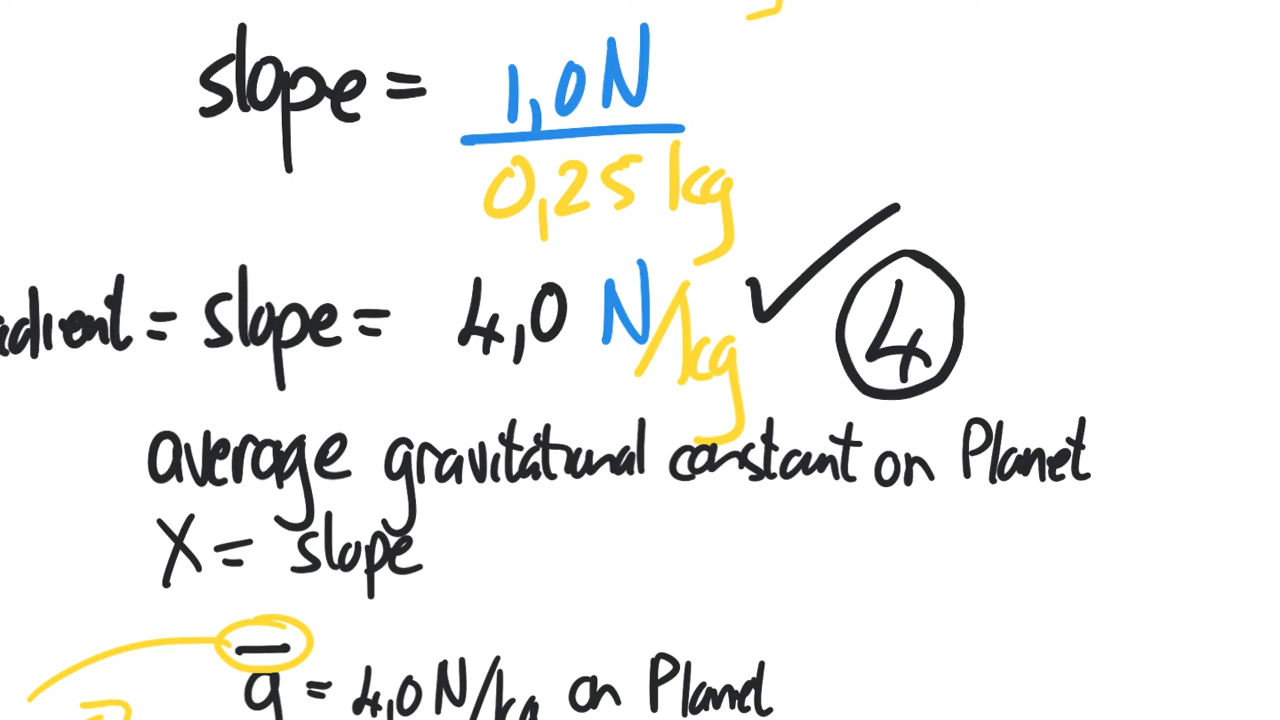 slope = 1,0 N
0,25 kg
adient = slope = 4,0 N/kg ✓ 4
average gravitational constant on Planet
X = slope
g = 4,0 N/kg on Planet